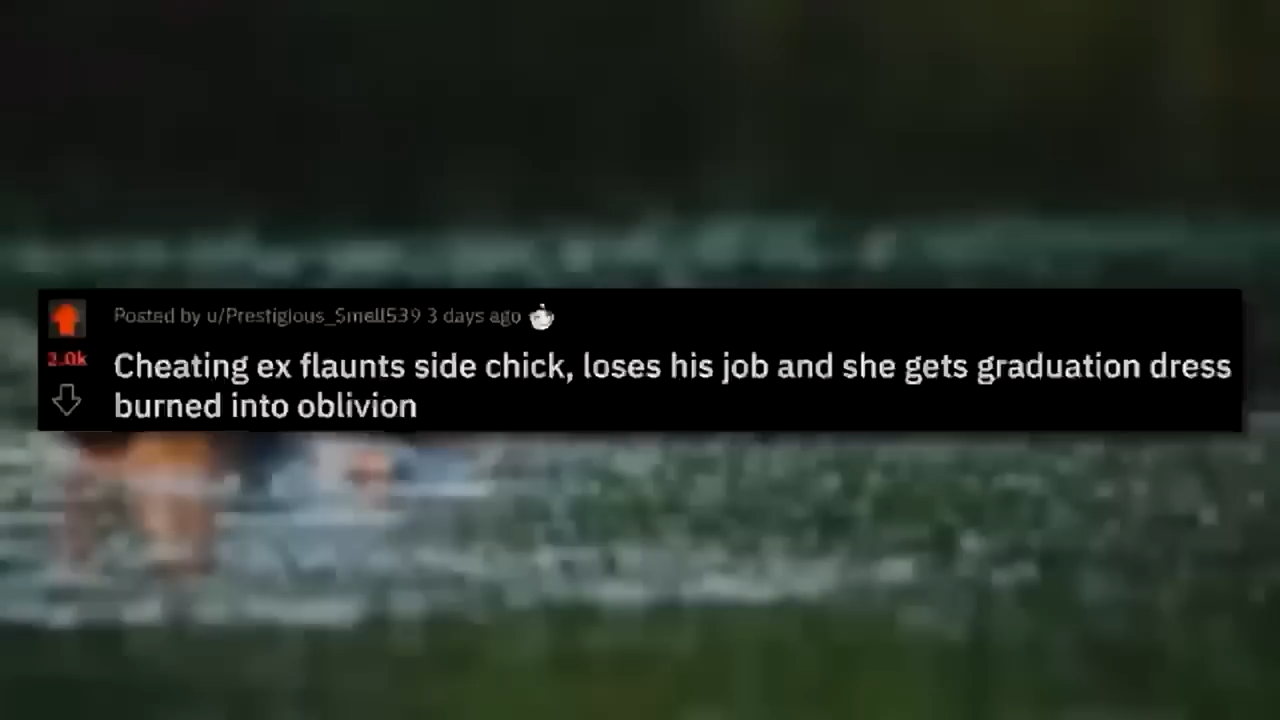 Posted by u/Prestigious_Smell539 3 days ago
2.0k
Cheating ex flaunts side chick, loses his job and she gets graduation dress
burned into oblivion